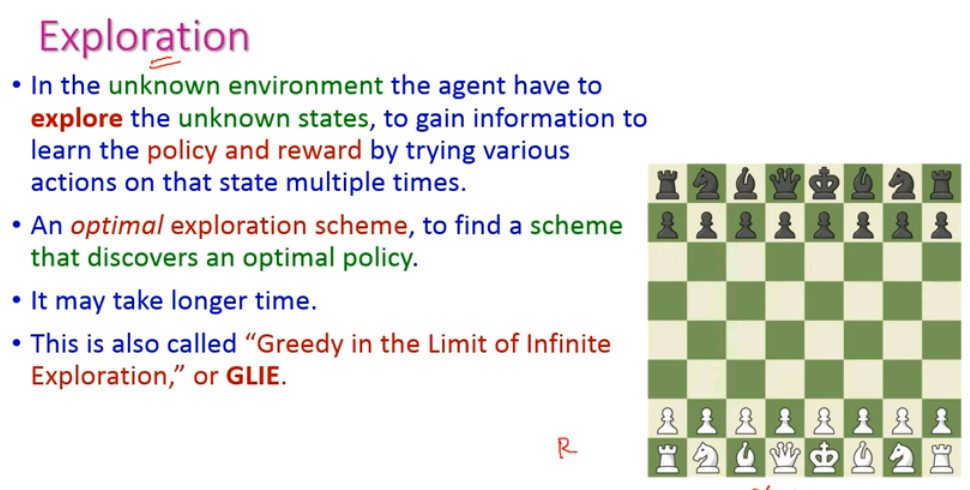 Exploration
• In the unknown environment the agent have to
explore the unknown states, to gain information to
learn the policy and reward by trying various
actions on that state multiple times.
• An optimal exploration scheme, to find a scheme
that discovers an optimal policy.
• It may take longer time.
• This is also called “Greedy in the Limit of Infinite
Exploration,” or GLIE.
R